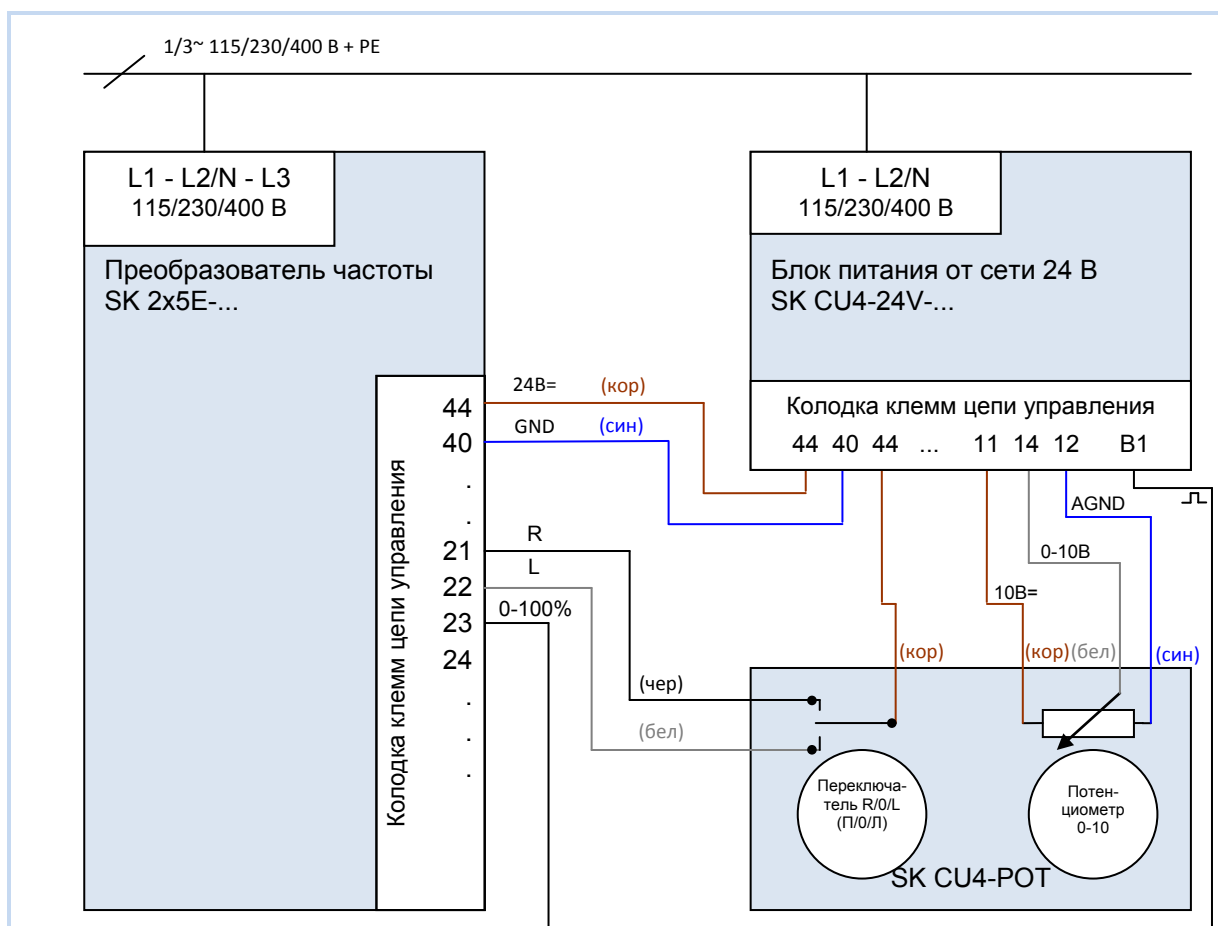 1/3~ 115/230/400 В + PE
L1 - L2/N - L3
115/230/400 В
Преобразователь частоты
SK 2x5E-...
L1 - L2/N
115/230/400 В
Блок питания от сети 24 В
SK CU4-24V-...
Колодка клемм цепи управления
44 40 44 ... 11 14 12 B1
Колодка клемм цепи управления
44
40
.
.
21
22
23
24
.
.
.
24В= (кор)
GND (син)
R
L
0-100%
AGND
0-10В
10В=
(кор)
(кор)(бел)
(син)
(чер)
(бел)
Переключа-
тель R/0/L
(П/0/Л)
Потен-
циометр
0-10
SK CU4-POT